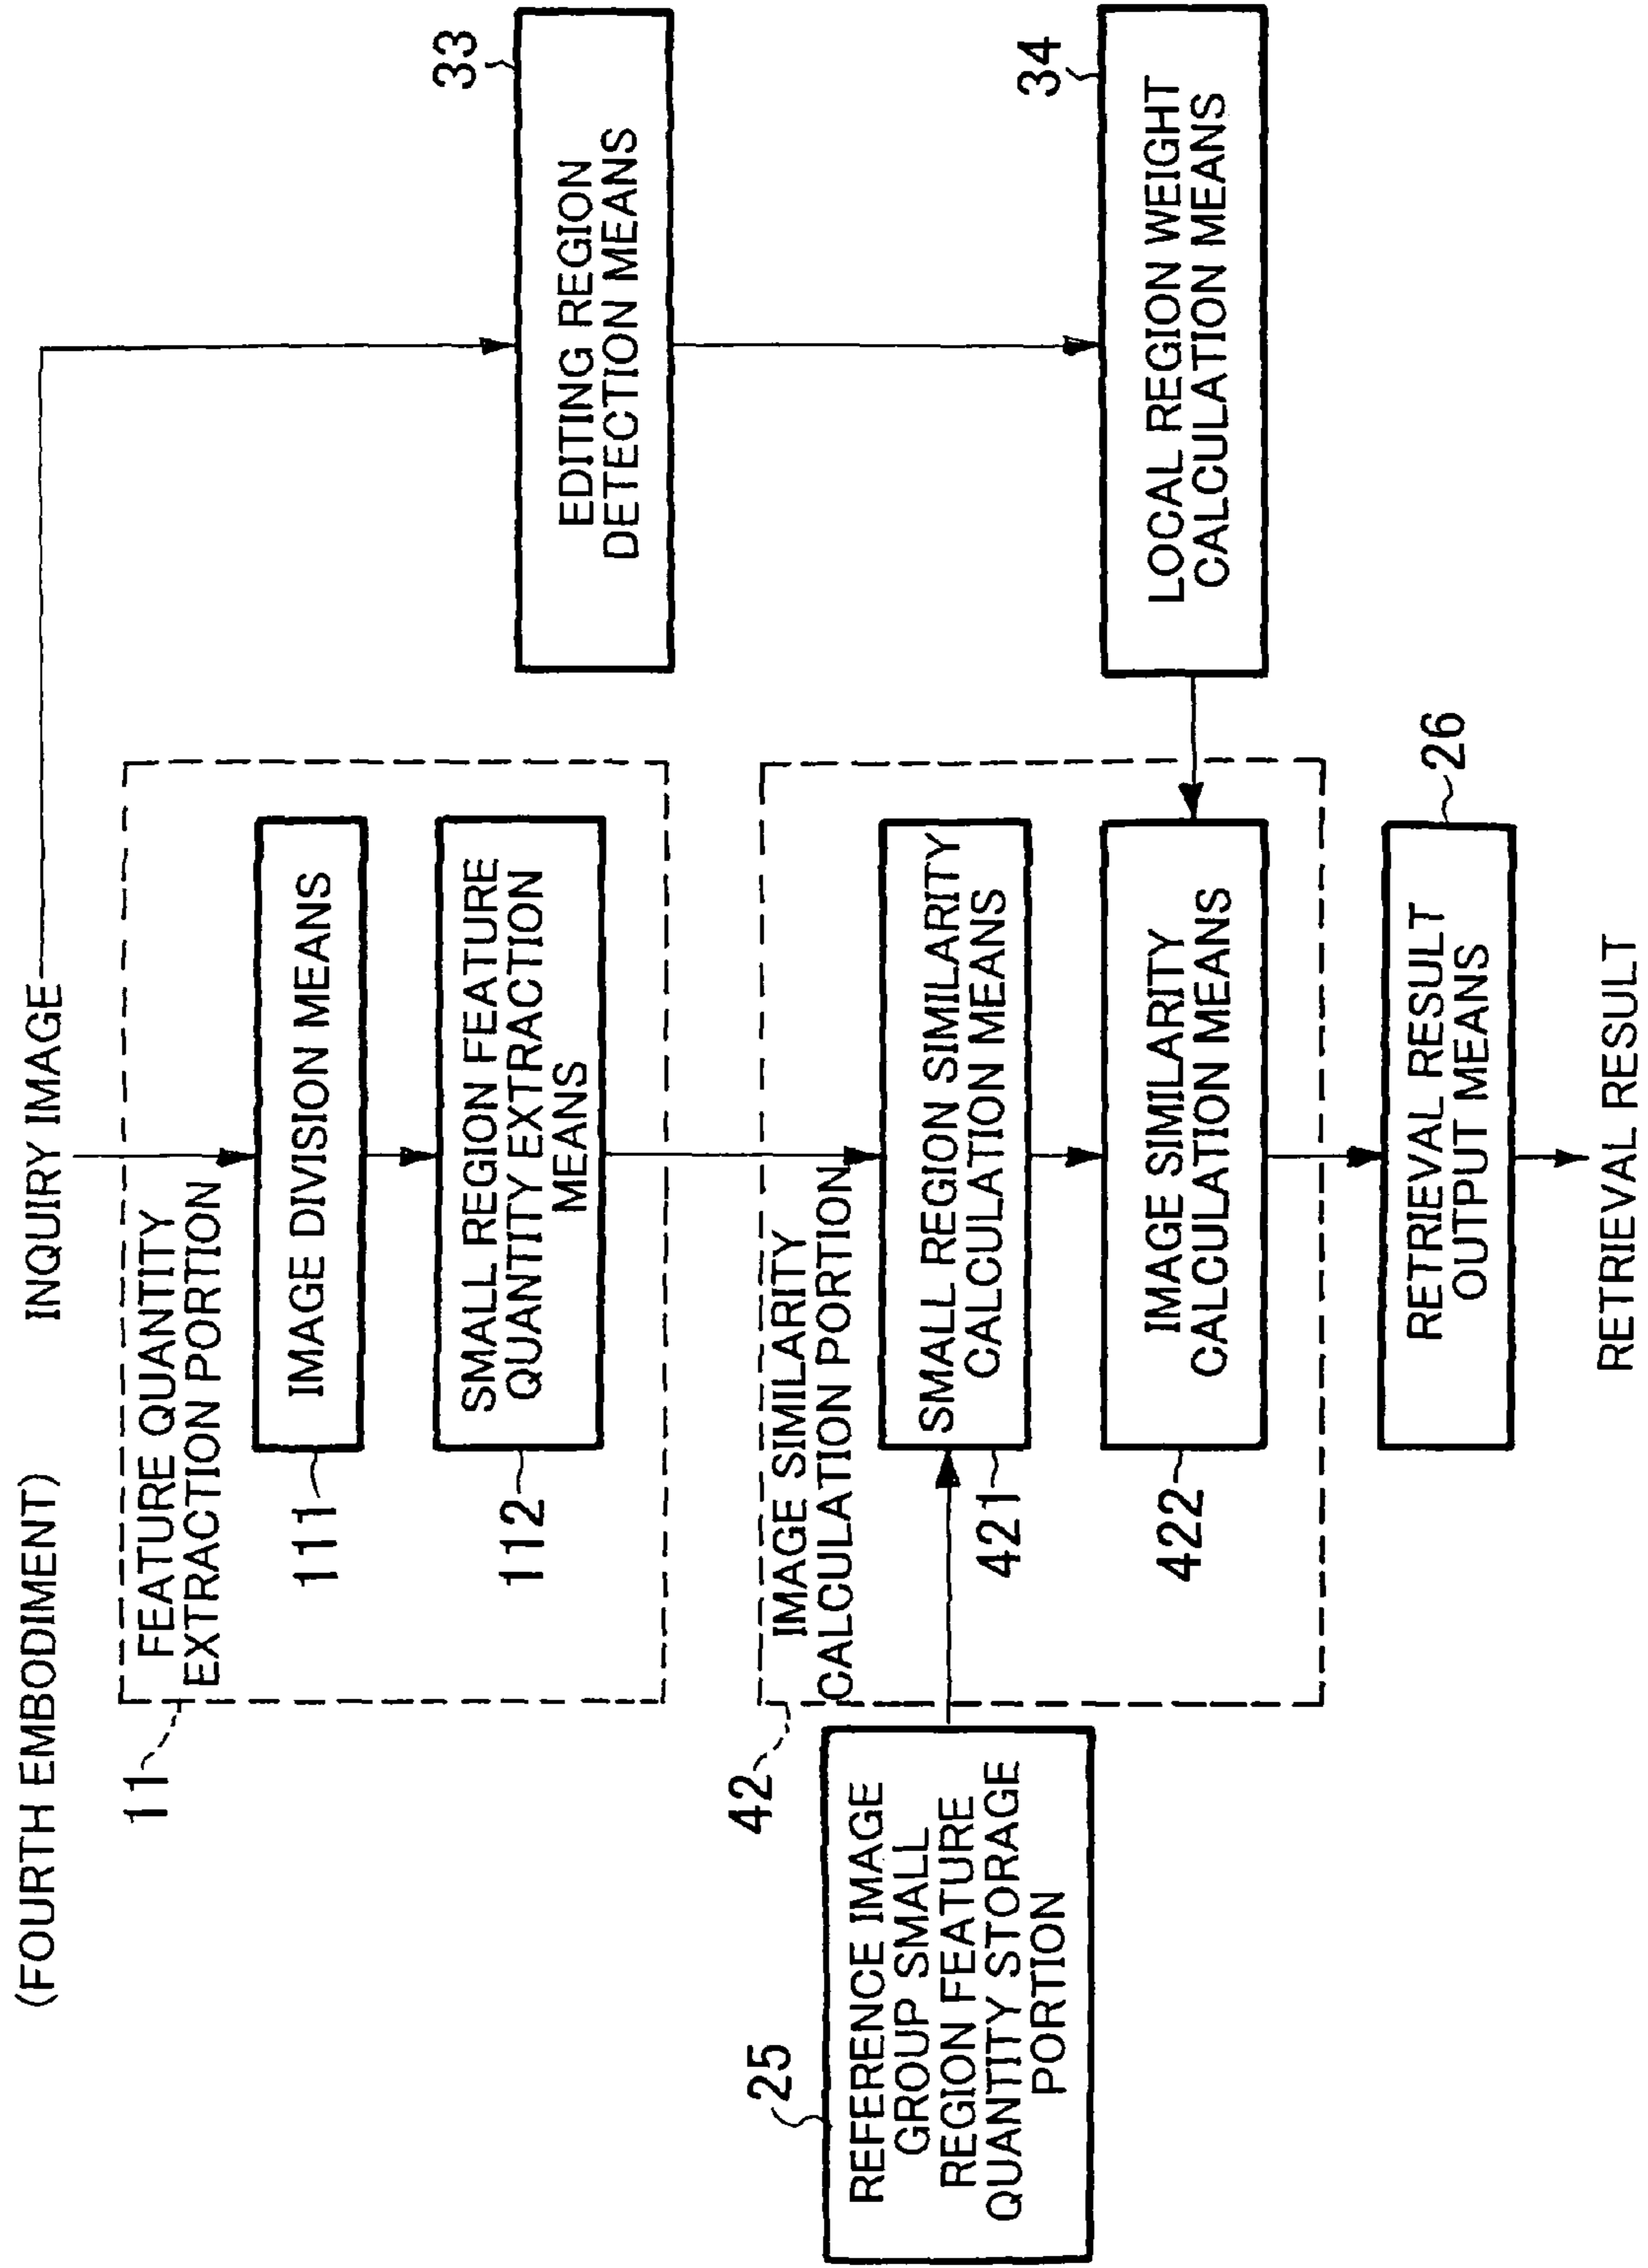 (FOURTH EMBODIMENT)
INQUIRY IMAGE
11
FEATURE QUANTITY
EXTRACTION PORTION
111
IMAGE DIVISION MEANS
112
SMALL REGION FEATURE
QUANTITY EXTRACTION
MEANS
33
EDITING REGION
DETECTION MEANS
42
IMAGE SIMILARITY
CALCULATION PORTION
25
REFERENCE IMAGE
GROUP SMALL
REGION FEATURE
QUANTITY STORAGE
PORTION
421
SMALL REGION SIMILARITY
CALCULATION MEANS
422
IMAGE SIMILARITY
CALCULATION MEANS
34
LOCAL REGION WEIGHT
CALCULATION MEANS
26
RETRIEVAL RESULT
OUTPUT MEANS
RETRIEVAL RESULT